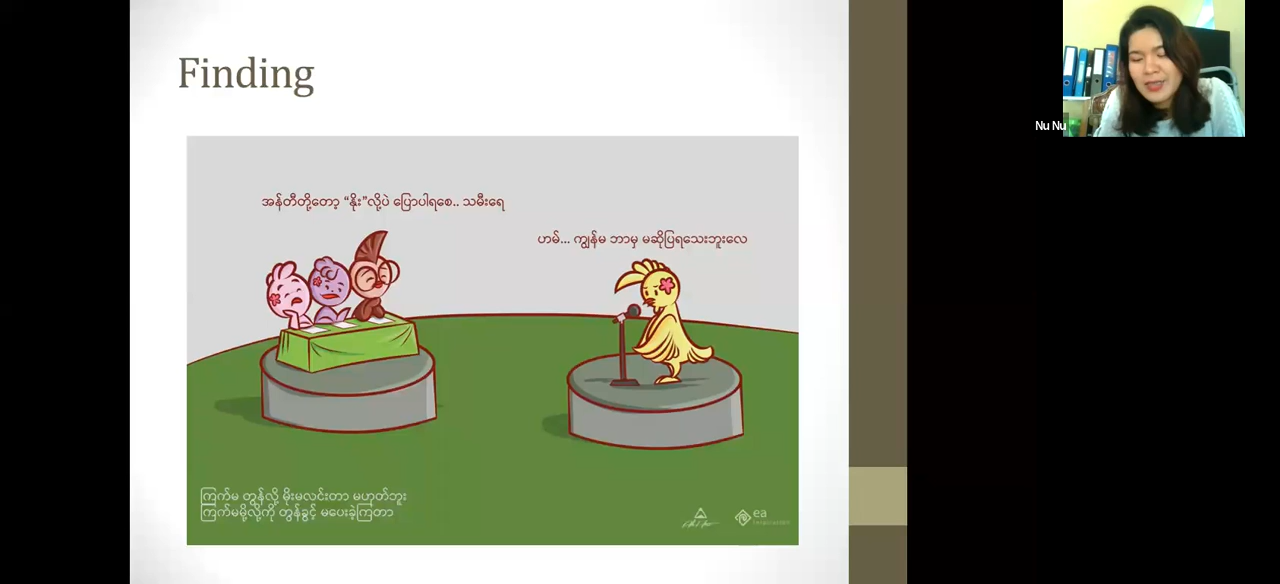 Finding
အန်တီတို့တော့ “နိုး”လို့ပဲ ပြောပါရစေ.. သမီးရေ
ဟမ်... ကျွန်မ ဘာမှ မဆိုပြရသေးဘူးလေ
ကြက်မ တွန်လို့ မိုးမလင်းတာ မဟုတ်ဘူး
ကြက်မမို့လို့ကို တွန်ခွင့် မပေးခဲ့ကြတာ
ea
Nu Nu